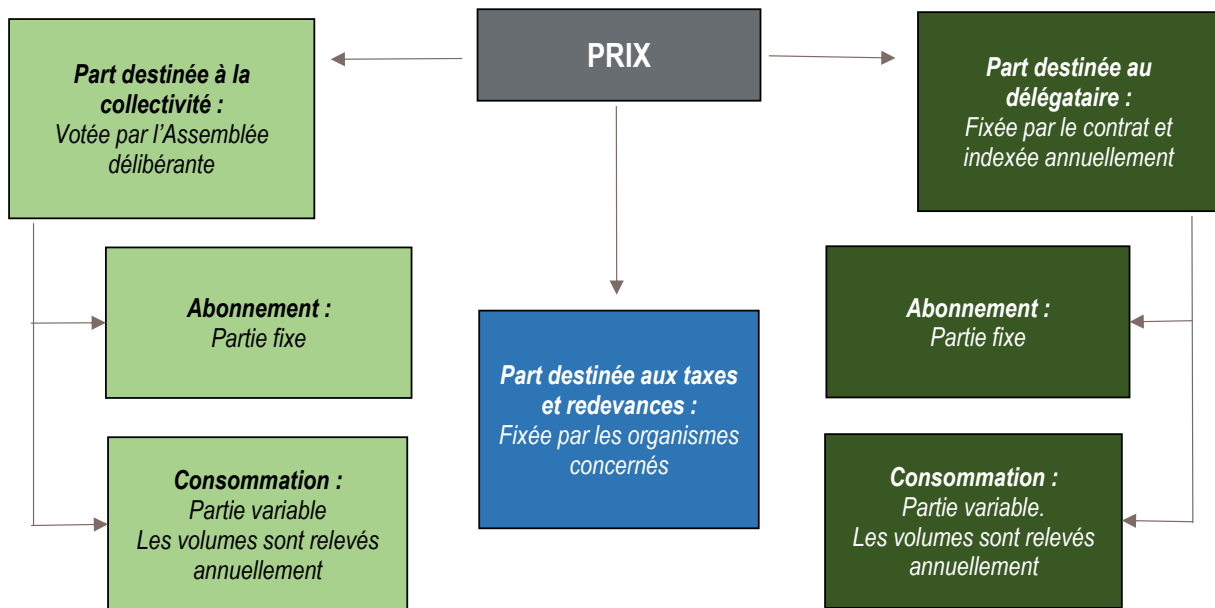 PRIX
Part destinée à la
collectivité :
Votée par l’Assemblée
délibérante
Abonnement :
Partie fixe
Consommation :
Partie variable
Les volumes sont relevés
annuellement
Part destinée aux taxes
et redevances :
Fixée par les organismes
concernés
Part destinée au
délégataire :
Fixée par le contrat et
indexée annuellement
Abonnement :
Partie fixe
Consommation :
Partie variable.
Les volumes sont relevés
annuellement